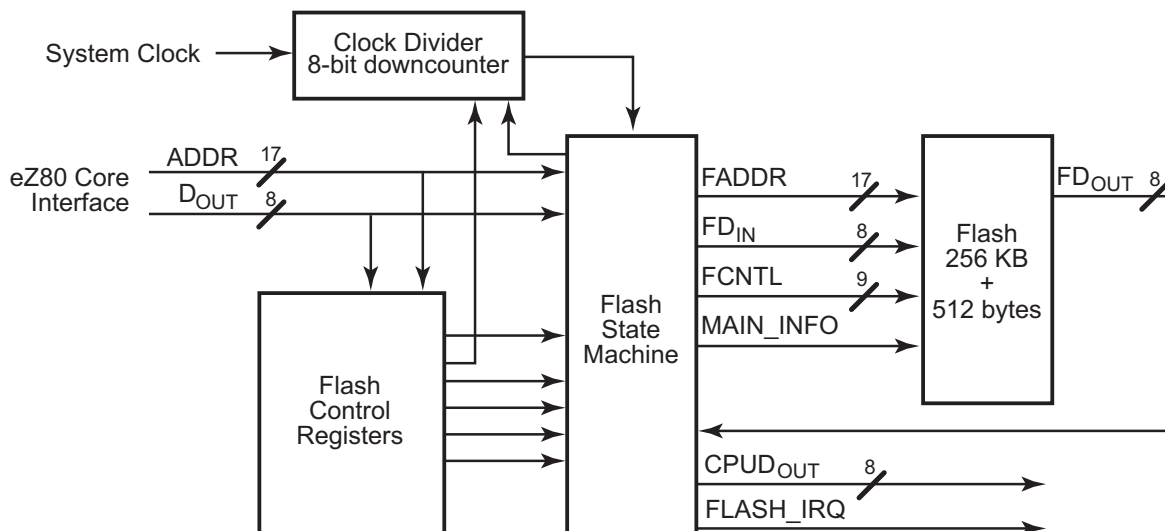 System Clock
Clock Divider
8-bit downcounter
eZ80 Core
Interface
ADDR
17
DOUT
8
Flash
Control
Registers
Flash
State
Machine
FADDR
17
FDIN
8
FCNTL
9
MAIN_INFO
Flash
256 KB
+
512 bytes
FDOUT
8
CPUDOUT
8
FLASH_IRQ